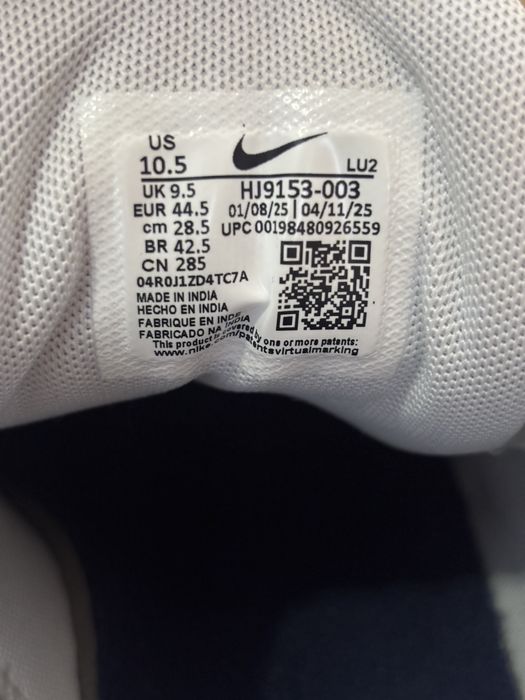 US
10.5
LU2
UK 9.5
HJ9153-003
EUR 44.5
01/08/25 | 04/11/25
cm 28.5
UPC 00198480926559
BR 42.5
CN 285
04R0J1ZD4TC7A
MADE IN INDIA
HECHO EN INDIA
FABRIQUE EN INDE
FABRICADO NA INDIA
This product is covered by one or more patents:
www.nike.com/patentsvirtualmarking